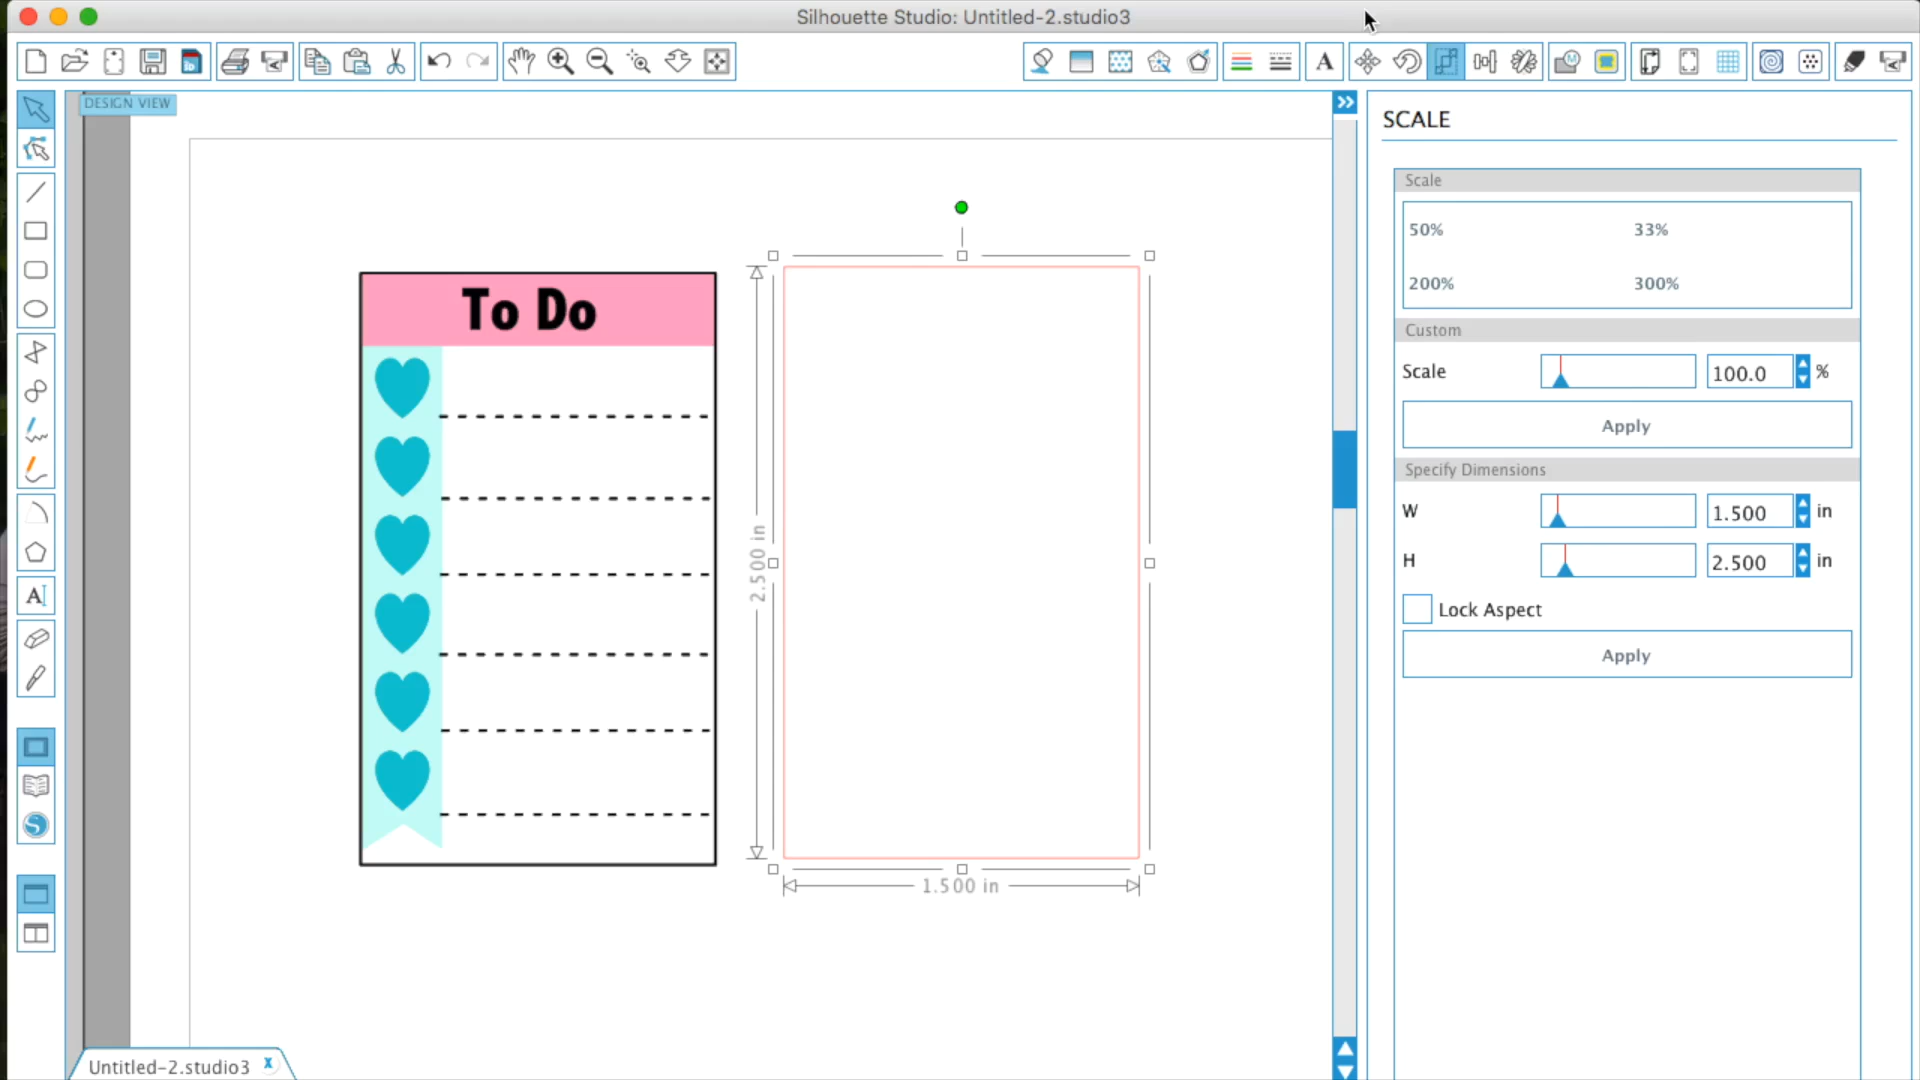 Silhouette Studio: Untitled-2.studio3
DESIGN VIEW
SCALE
Scale
50% 33%
200% 300%
Custom
Scale 100.0 %
Apply
Specify Dimensions
W 1.500 in
H 2.500 in
Lock Aspect
Apply
To Do
2.500 in
1.500 in
Untitled-2.studio3 x